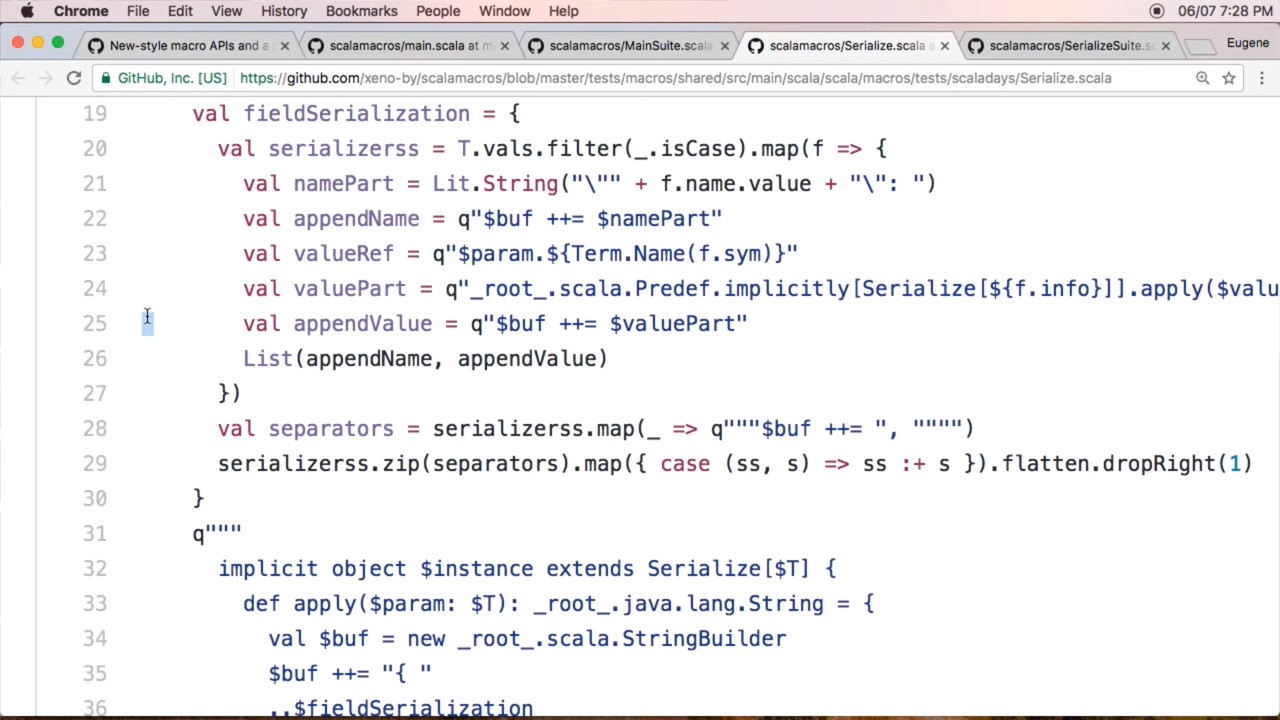 Chrome File Edit View History Bookmarks People Window Help 06/07 7:28 PM
New-style macro APIs and a scalamacros/main.scala at m scalamacros/MainSuite.scala scalamacros/Serialize.scala a scalamacros/SerializeSuite.sc Eugene
GitHub, Inc. [US] https://github.com/xeno-by/scalamacros/blob/master/tests/macros/shared/src/main/scala/scala/macros/tests/scaladays/Serialize.scala
19 val fieldSerialization = {
20 val serializerss = T.vals.filter(_.isCase).map(f => {
21 val namePart = Lit.String("\"" + f.name.value + "\": ")
22 val appendName = q"$buf ++= $namePart"
23 val valueRef = q"$param.${Term.Name(f.sym)}"
24 val valuePart = q"_root_.scala.Predef.implicitly[Serialize[${f.info}]].apply($valu
25 val appendValue = q"$buf ++= $valuePart"
26 List(appendName, appendValue)
27 })
28 val separators = serializerss.map(_ => q"""$buf ++= ", """")
29 serializerss.zip(separators).map({ case (ss, s) => ss :+ s }).flatten.dropRight(1)
30 }
31 q"""
32 implicit object $instance extends Serialize[$T] {
33 def apply($param: $T): _root_.java.lang.String = {
34 val $buf = new _root_.scala.StringBuilder
35 $buf ++= "{ "
36 ..$fieldSerialization